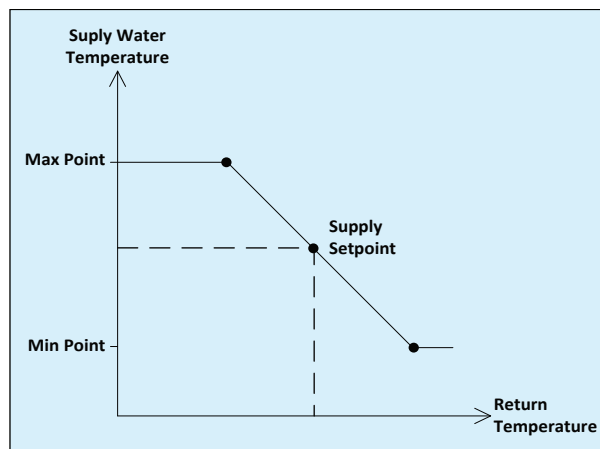 Suply Water
Temperature
Max Point
Supply
Setpoint
Min Point
Return
Temperature